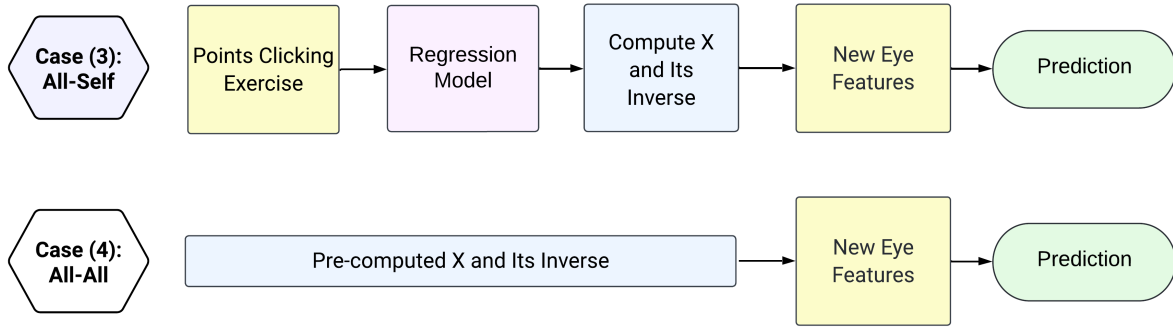 Case (3):
All-Self
Points Clicking
Exercise
Regression
Model
Compute X
and Its
Inverse
New Eye
Features
Prediction
Case (4):
All-All
Pre-computed X and Its Inverse
New Eye
Features
Prediction